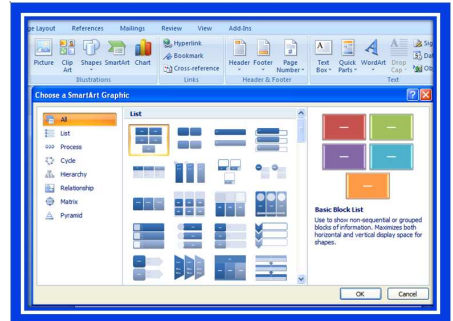 ge Layout References Mailings Review View Add-Ins
Picture Clip Art Shapes SmartArt Chart
Hyperlink
Bookmark
Cross-reference
Header Footer Page Number
Text Box Quick Parts WordArt Drop Cap
Sig
Dat
Obj
Illustrations Links Header & Footer Text
Choose a SmartArt Graphic
All
List
Process
Cycle
Hierarchy
Relationship
Matrix
Pyramid
List
Basic Block List
Use to show non-sequential or grouped
blocks of information. Maximizes both
horizontal and vertical display space for
shapes.
OK Cancel